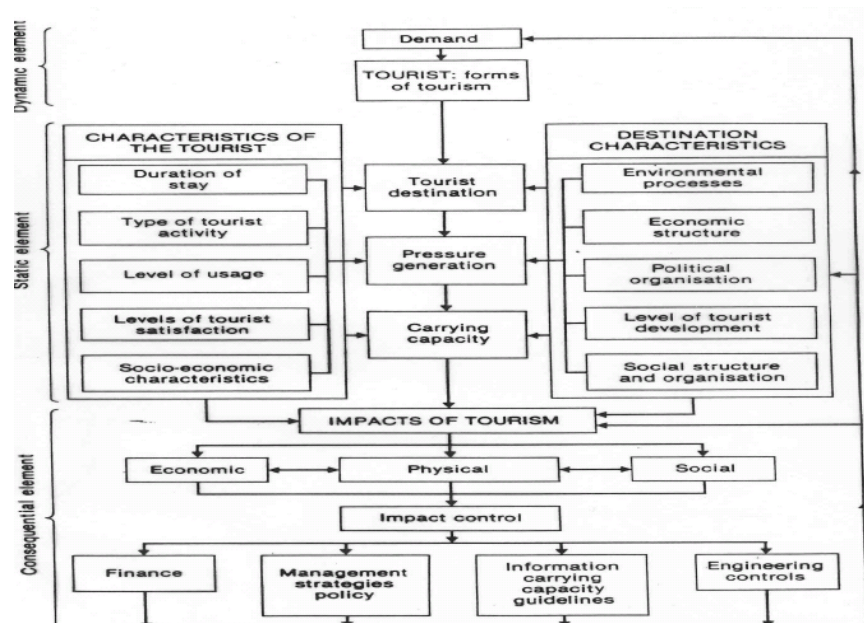 Dynamic element
Demand
TOURIST: forms
of tourism
Static element
CHARACTERISTICS OF
THE TOURIST
Duration of
stay
Type of tourist
activity
Level of usage
Levels of tourist
satisfaction
Socio-economic
characteristics
Tourist
destination
Pressure
generation
Carrying
capacity
DESTINATION
CHARACTERISTICS
Environmental
processes
Economic
structure
Political
organisation
Level of tourist
development
Social structure
and organisation
Consequential element
IMPACTS OF TOURISM
Economic
Physical
Social
Impact control
Finance
Management
strategies
policy
Information
carrying
capacity
guidelines
Engineering
controls